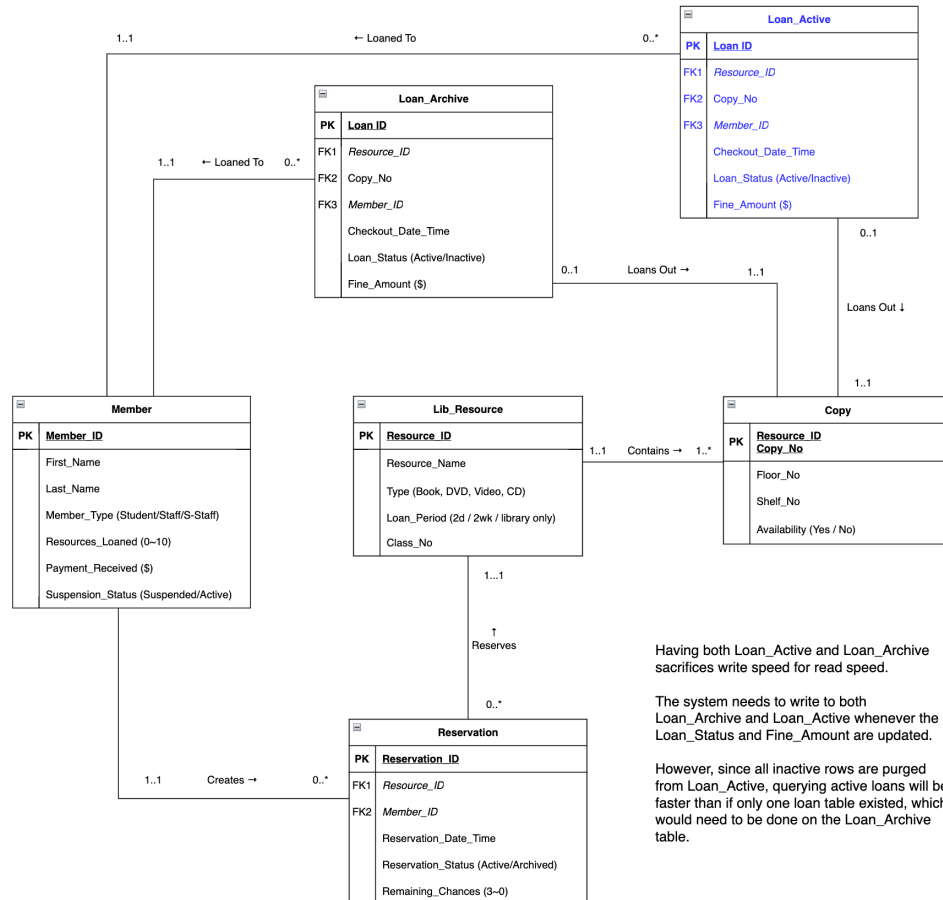 Loan_Active
PK Loan ID
FK1 Resource_ID
FK2 Copy_No
FK3 Member_ID
Checkout_Date_Time
Loan_Status (Active/Inactive)
Fine_Amount ($)
1..1 ← Loaned To 0..*
Loan_Archive
PK Loan ID
FK1 Resource_ID
FK2 Copy_No
FK3 Member_ID
Checkout_Date_Time
Loan_Status (Active/Inactive)
Fine_Amount ($)
1..1 ← Loaned To 0..*
0..1 Loans Out → 1..1
0..1
Loans Out ↓
1..1
Member
PK Member_ID
First_Name
Last_Name
Member_Type (Student/Staff/S-Staff)
Resources_Loaned (0~10)
Payment_Received ($)
Suspension_Status (Suspended/Active)
Lib_Resource
PK Resource_ID
Resource_Name
Type (Book, DVD, Video, CD)
Loan_Period (2d / 2wk / library only)
Class_No
1..1 Contains → 1..*
Copy
PK Resource_ID
Copy_No
Floor_No
Shelf_No
Availability (Yes / No)
1...1
↑
Reserves
0..*
1..1 Creates → 0..*
Reservation
PK Reservation_ID
FK1 Resource_ID
FK2 Member_ID
Reservation_Date_Time
Reservation_Status (Active/Archived)
Remaining_Chances (3~0)
Having both Loan_Active and Loan_Archive
sacrifices write speed for read speed.
The system needs to write to both
Loan_Archive and Loan_Active whenever the
Loan_Status and Fine_Amount are updated.
However, since all inactive rows are purged
from Loan_Active, querying active loans will be
faster than if only one loan table existed, which
would need to be done on the Loan_Archive
table.